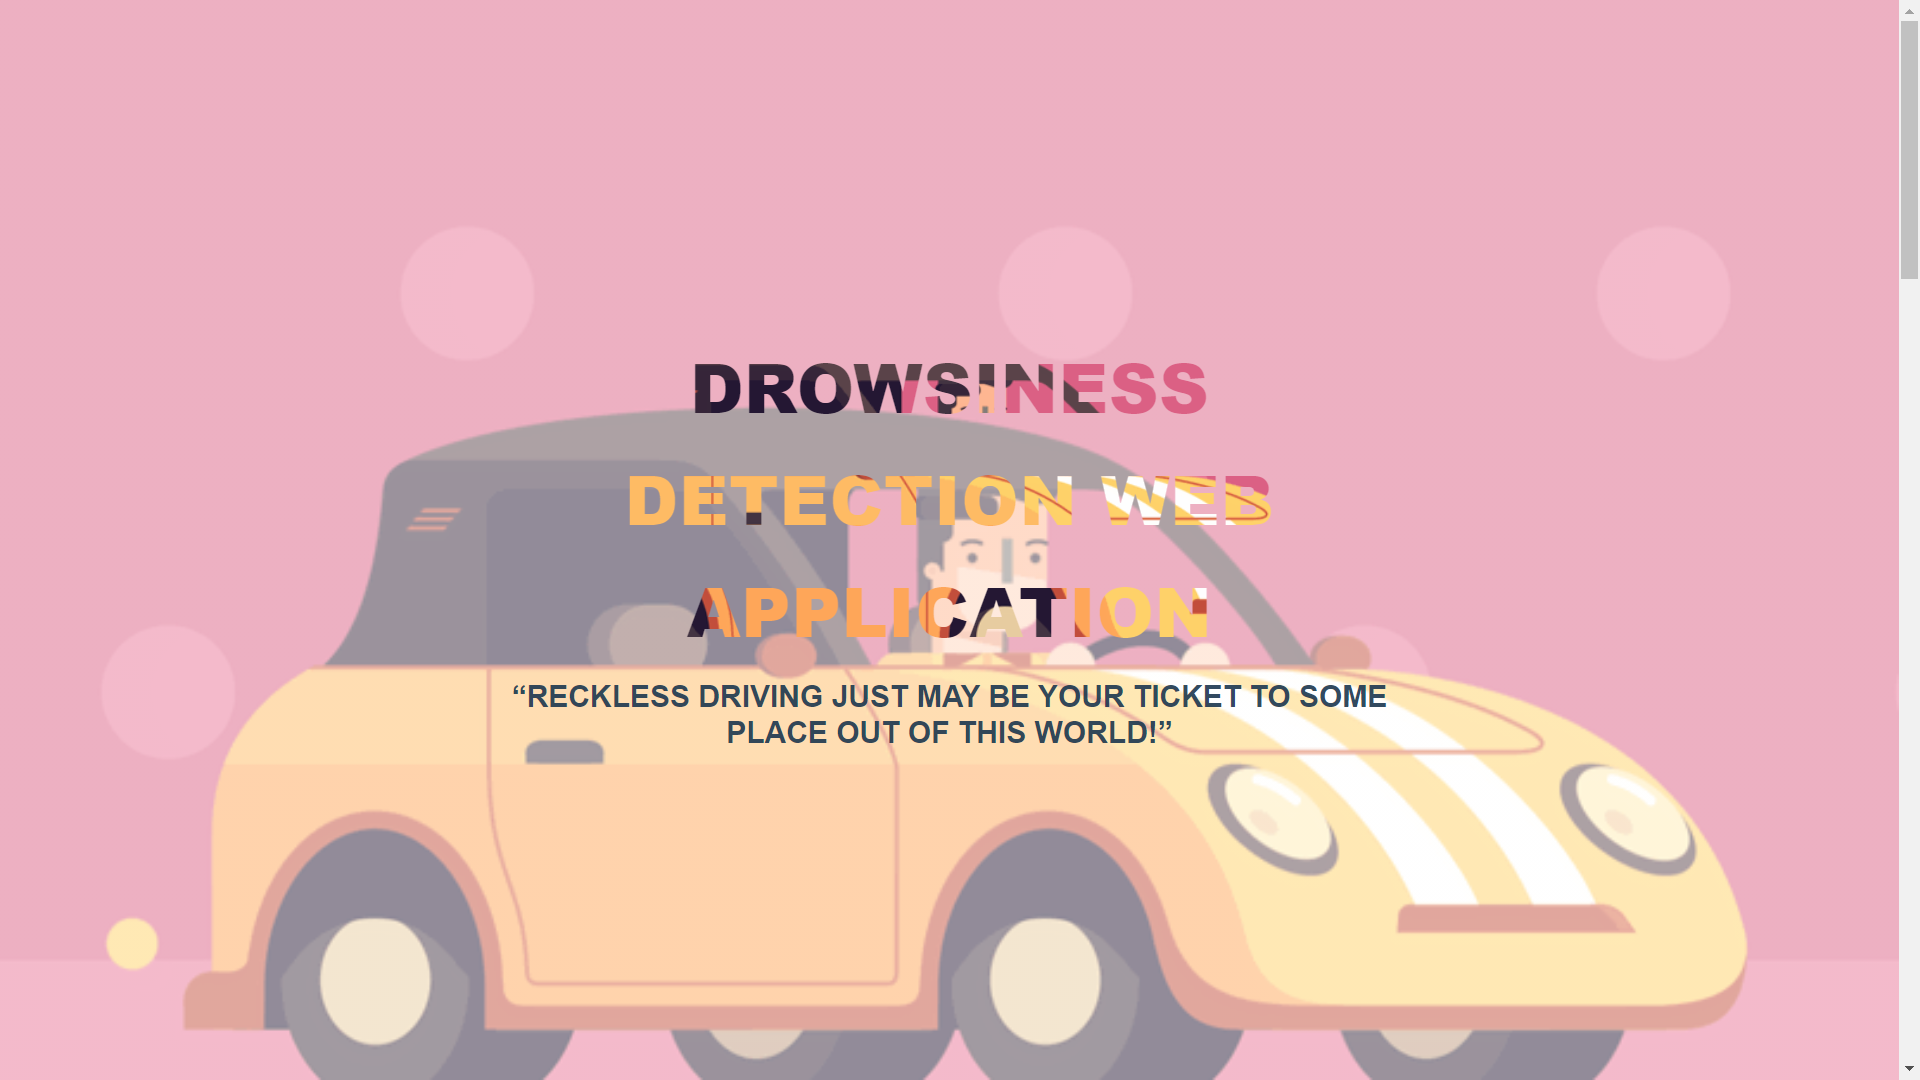 DROWSINESS
DETECTION WEB
APPLICATION
“RECKLESS DRIVING JUST MAY BE YOUR TICKET TO SOME
PLACE OUT OF THIS WORLD!”